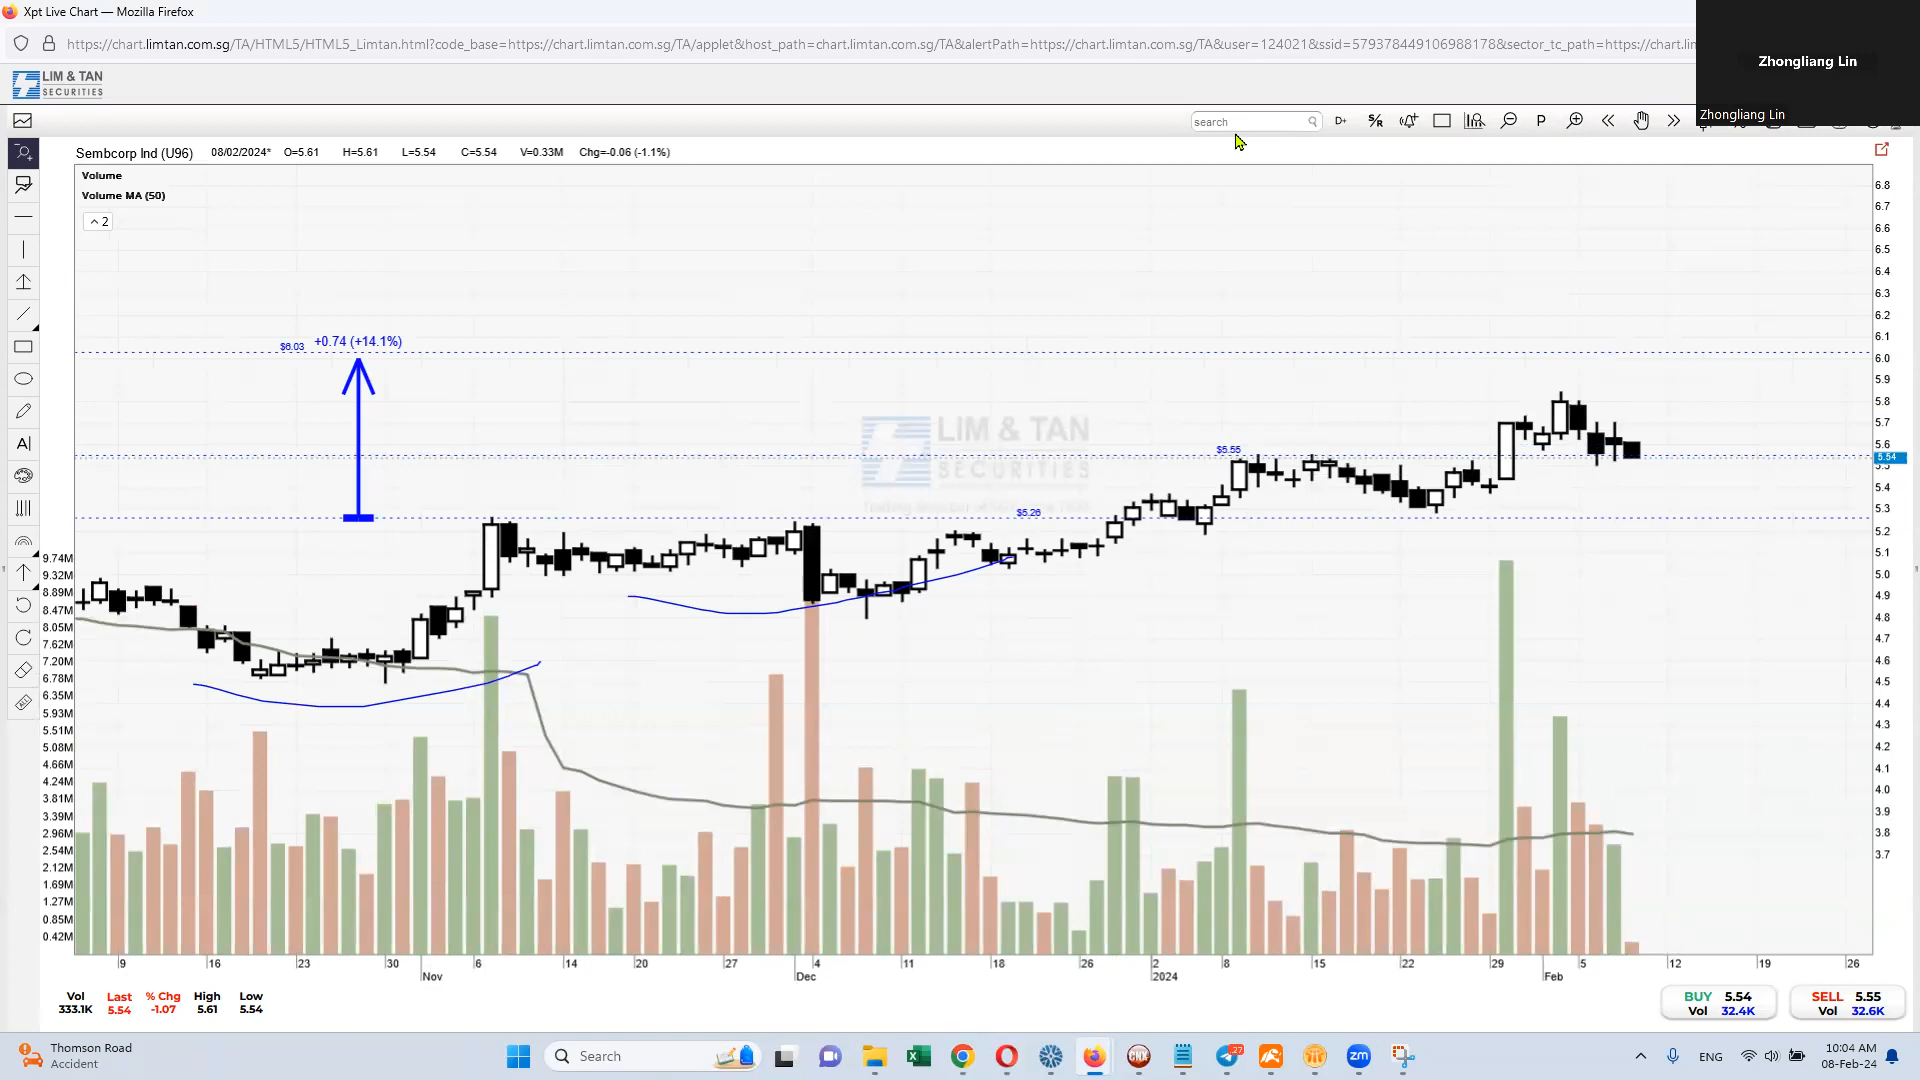 Xpt Live Chart — Mozilla Firefox
https://chart.limtan.com.sg/TA/HTML5/HTML5_Limtan.html?code_base=https://chart.limtan.com.sg/TA/applet&host_path=chart.limtan.com.sg/TA&alertPath=https://chart.limtan.com.sg/TA&user=124021&ssid=579378449106988178&sector_tc_path=https://chart.lim
Zhongliang Lin
Zhongliang Lin
LIM & TAN
SECURITIES
search
D+
S/R
P
Sembcorp Ind (U96) 08/02/2024* O=5.61 H=5.61 L=5.54 C=5.54 V=0.33M Chg=-0.06 (-1.1%)
Volume
Volume MA (50)
2
A|
6.8
6.7
6.6
6.5
6.4
6.3
6.2
6.1
6.0
5.9
5.8
5.7
5.6
5.54
5.5
5.4
5.3
5.2
5.1
5.0
4.9
4.8
4.7
4.6
4.5
4.4
4.3
4.2
4.1
4.0
3.9
3.8
3.7
$6.03 +0.74 (+14.1%)
$5.55
$5.26
LIM & TAN
SECURITIES
9.74M
9.32M
8.89M
8.47M
8.05M
7.62M
7.20M
6.78M
6.35M
5.93M
5.51M
5.08M
4.66M
4.24M
3.81M
3.39M
2.96M
2.54M
2.12M
1.69M
1.27M
0.85M
0.42M
9 16 23 30 6 14 20 27 4 11 18 26 2 8 15 22 29 5 12 19 26
Nov Dec 2024 Feb
Vol Last % Chg High Low
333.1K 5.54 -1.07 5.61 5.54
BUY 5.54
Vol 32.4K
SELL 5.55
Vol 32.6K
Thomson Road
Accident
Search
27
CNX
zm
ENG
10:04 AM
08-Feb-24